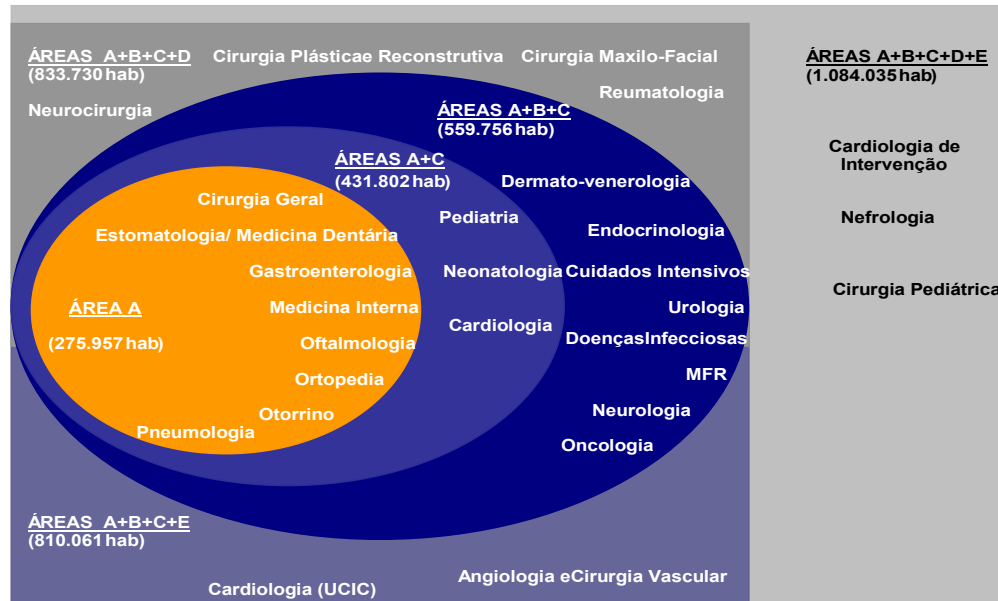 ÁREAS A+B+C+D
(833.730 hab)
Neurocirurgia
Cirurgia Plásticae Reconstrutiva
Cirurgia Maxilo-Facial
Reumatologia
ÁREAS A+B+C+D+E
(1.084.035 hab)
Cardiologia de
Intervenção
Nefrologia
Cirurgia Pediátrica
ÁREAS A+B+C
(559.756 hab)
Dermato-venerologia
Endocrinologia
Cuidados Intensivos
Urologia
DoençasInfecciosas
MFR
Neurologia
Oncologia
ÁREAS A+C
(431.802 hab)
Pediatria
Neonatologia
Cardiologia
Cirurgia Geral
Estomatologia/ Medicina Dentária
Gastroenterologia
ÁREA A
(275.957 hab)
Medicina Interna
Oftalmologia
Ortopedia
Otorrino
Pneumologia
ÁREAS A+B+C+E
(810.061 hab)
Cardiologia (UCIC)
Angiologia eCirurgia Vascular